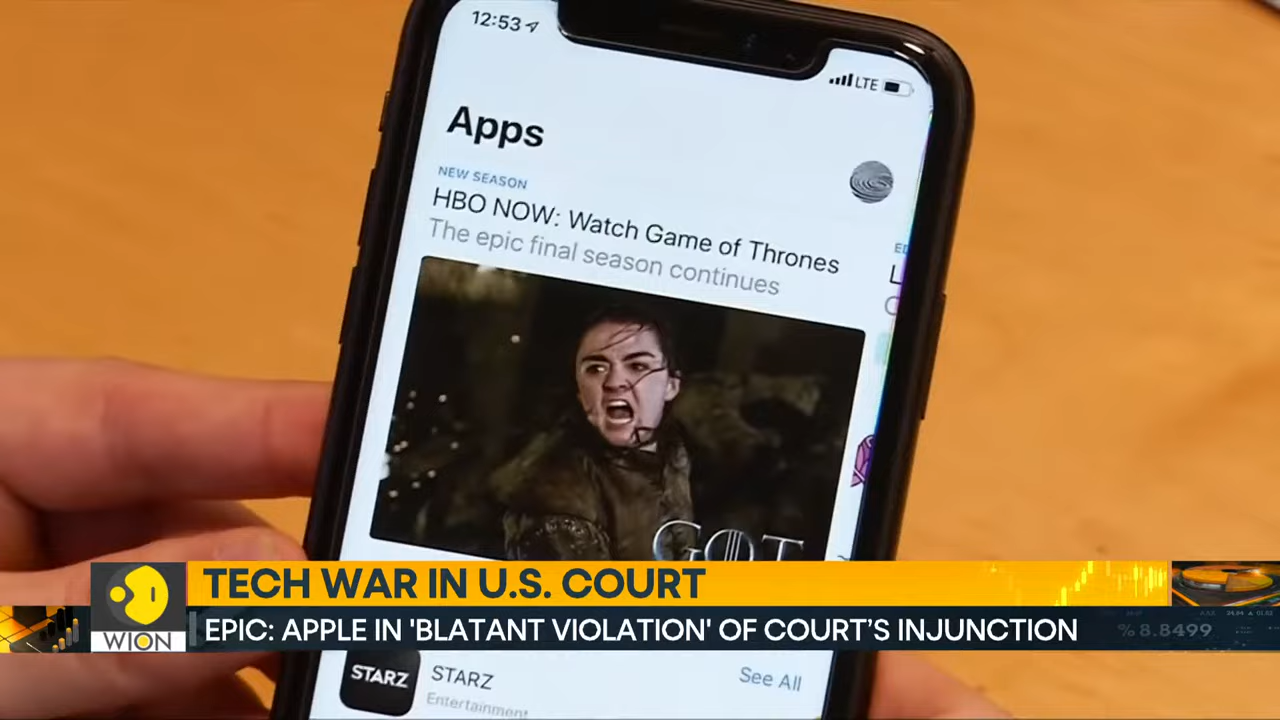 12:53
LTE
Apps
NEW SEASON
HBO NOW: Watch Game of Thrones
The epic final season continues
GOT
TECH WAR IN U.S. COURT
WION
EPIC: APPLE IN 'BLATANT VIOLATION' OF COURT'S INJUNCTION
%8.8499
STARZ
STARZ
See All
Entertainment